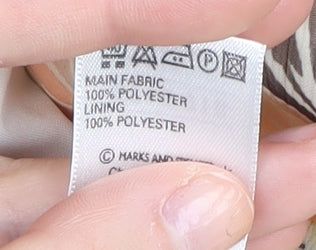 MAIN FABRIC
100% POLYESTER
LINING
100% POLYESTER
© MARKS AND